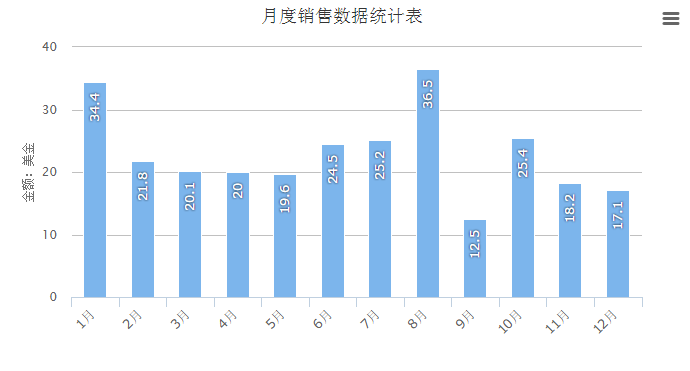 月度销售数据统计表
金额：美金
40
30
20
10
0
34.4
21.8
20.1
20
19.6
24.5
25.2
36.5
12.5
25.4
18.2
17.1
1月
2月
3月
4月
5月
6月
7月
8月
9月
10月
11月
12月